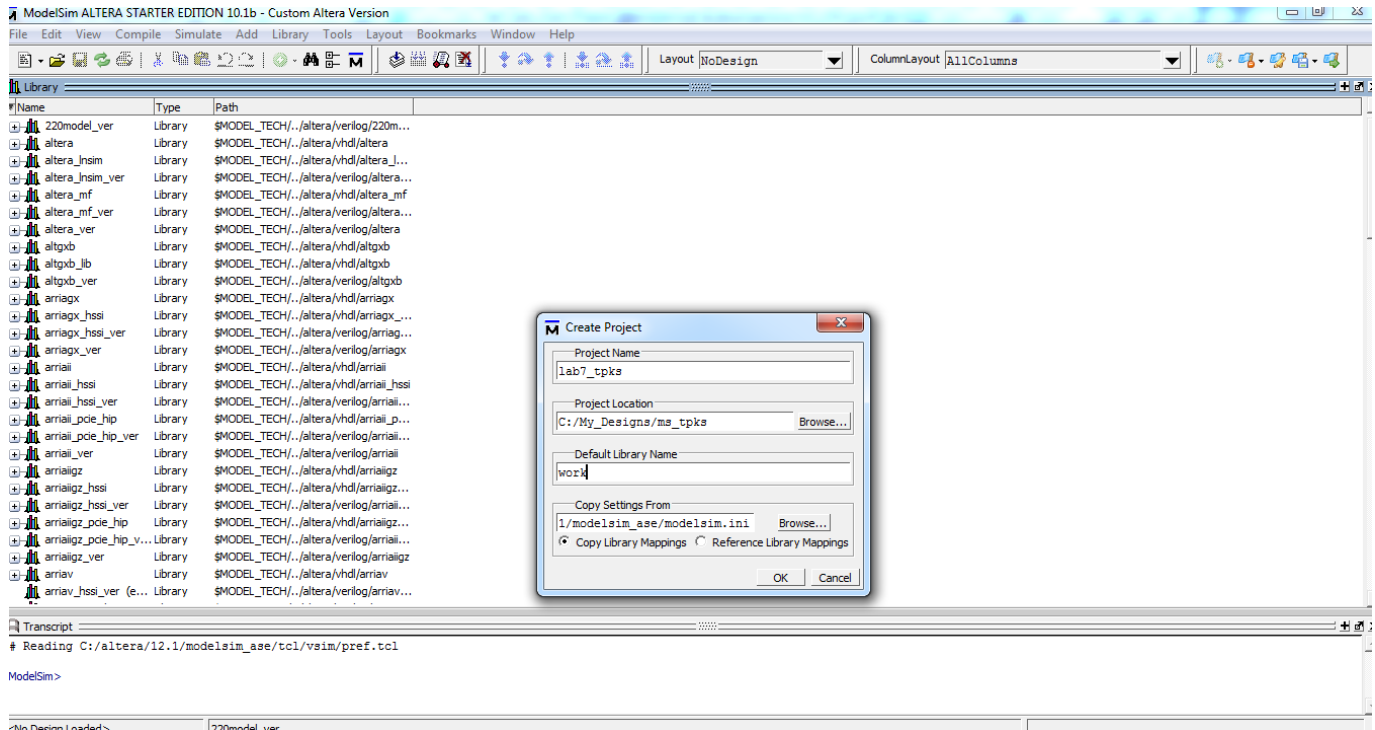 ModelSim ALTERA STARTER EDITION 10.1b - Custom Altera Version
File Edit View Compile Simulate Add Library Tools Layout Bookmarks Window Help
Layout NoDesign ColumnLayout AllColumns
Library
Name Type Path
220model_ver Library $MODEL_TECH/../altera/verilog/220m...
altera Library $MODEL_TECH/../altera/vhdl/altera
altera_lnsim Library $MODEL_TECH/../altera/vhdl/altera_l...
altera_lnsim_ver Library $MODEL_TECH/../altera/verilog/altera...
altera_mf Library $MODEL_TECH/../altera/vhdl/altera_mf
altera_mf_ver Library $MODEL_TECH/../altera/verilog/altera...
altera_ver Library $MODEL_TECH/../altera/verilog/altera
altgxb Library $MODEL_TECH/../altera/vhdl/altgxb
altgxb_lib Library $MODEL_TECH/../altera/vhdl/altgxb
altgxb_ver Library $MODEL_TECH/../altera/verilog/altgxb
arriagx Library $MODEL_TECH/../altera/vhdl/arriagx
arriagx_hssi Library $MODEL_TECH/../altera/vhdl/arriagx_...
arriagx_hssi_ver Library $MODEL_TECH/../altera/verilog/arriag...
arriagx_ver Library $MODEL_TECH/../altera/verilog/arriagx
arriaii Library $MODEL_TECH/../altera/vhdl/arriaii
arriaii_hssi Library $MODEL_TECH/../altera/vhdl/arriaii_hssi
arriaii_hssi_ver Library $MODEL_TECH/../altera/verilog/arriaii...
arriaii_pcie_hip Library $MODEL_TECH/../altera/vhdl/arriaii_p...
arriaii_pcie_hip_ver Library $MODEL_TECH/../altera/verilog/arriaii...
arriaii_ver Library $MODEL_TECH/../altera/verilog/arriaii
arriaiigz Library $MODEL_TECH/../altera/vhdl/arriaiigz
arriaiigz_hssi Library $MODEL_TECH/../altera/vhdl/arriaiigz...
arriaiigz_hssi_ver Library $MODEL_TECH/../altera/verilog/arriaii...
arriaiigz_pcie_hip Library $MODEL_TECH/../altera/vhdl/arriaiigz...
arriaiigz_pcie_hip_v... Library $MODEL_TECH/../altera/verilog/arriaii...
arriaiigz_ver Library $MODEL_TECH/../altera/verilog/arriaiigz
arriav Library $MODEL_TECH/../altera/vhdl/arriav
arriav_hssi_ver (e... Library $MODEL_TECH/../altera/verilog/arriav...
Create Project
Project Name
lab7_tpks
Project Location
C:/My_Designs/ms_tpks Browse...
Default Library Name
work
Copy Settings From
1/modelsim_ase/modelsim.ini Browse...
Copy Library Mappings Reference Library Mappings
OK Cancel
Transcript
# Reading C:/altera/12.1/modelsim_ase/tcl/vsim/pref.tcl
ModelSim>
<No Design Loaded> 220model_ver